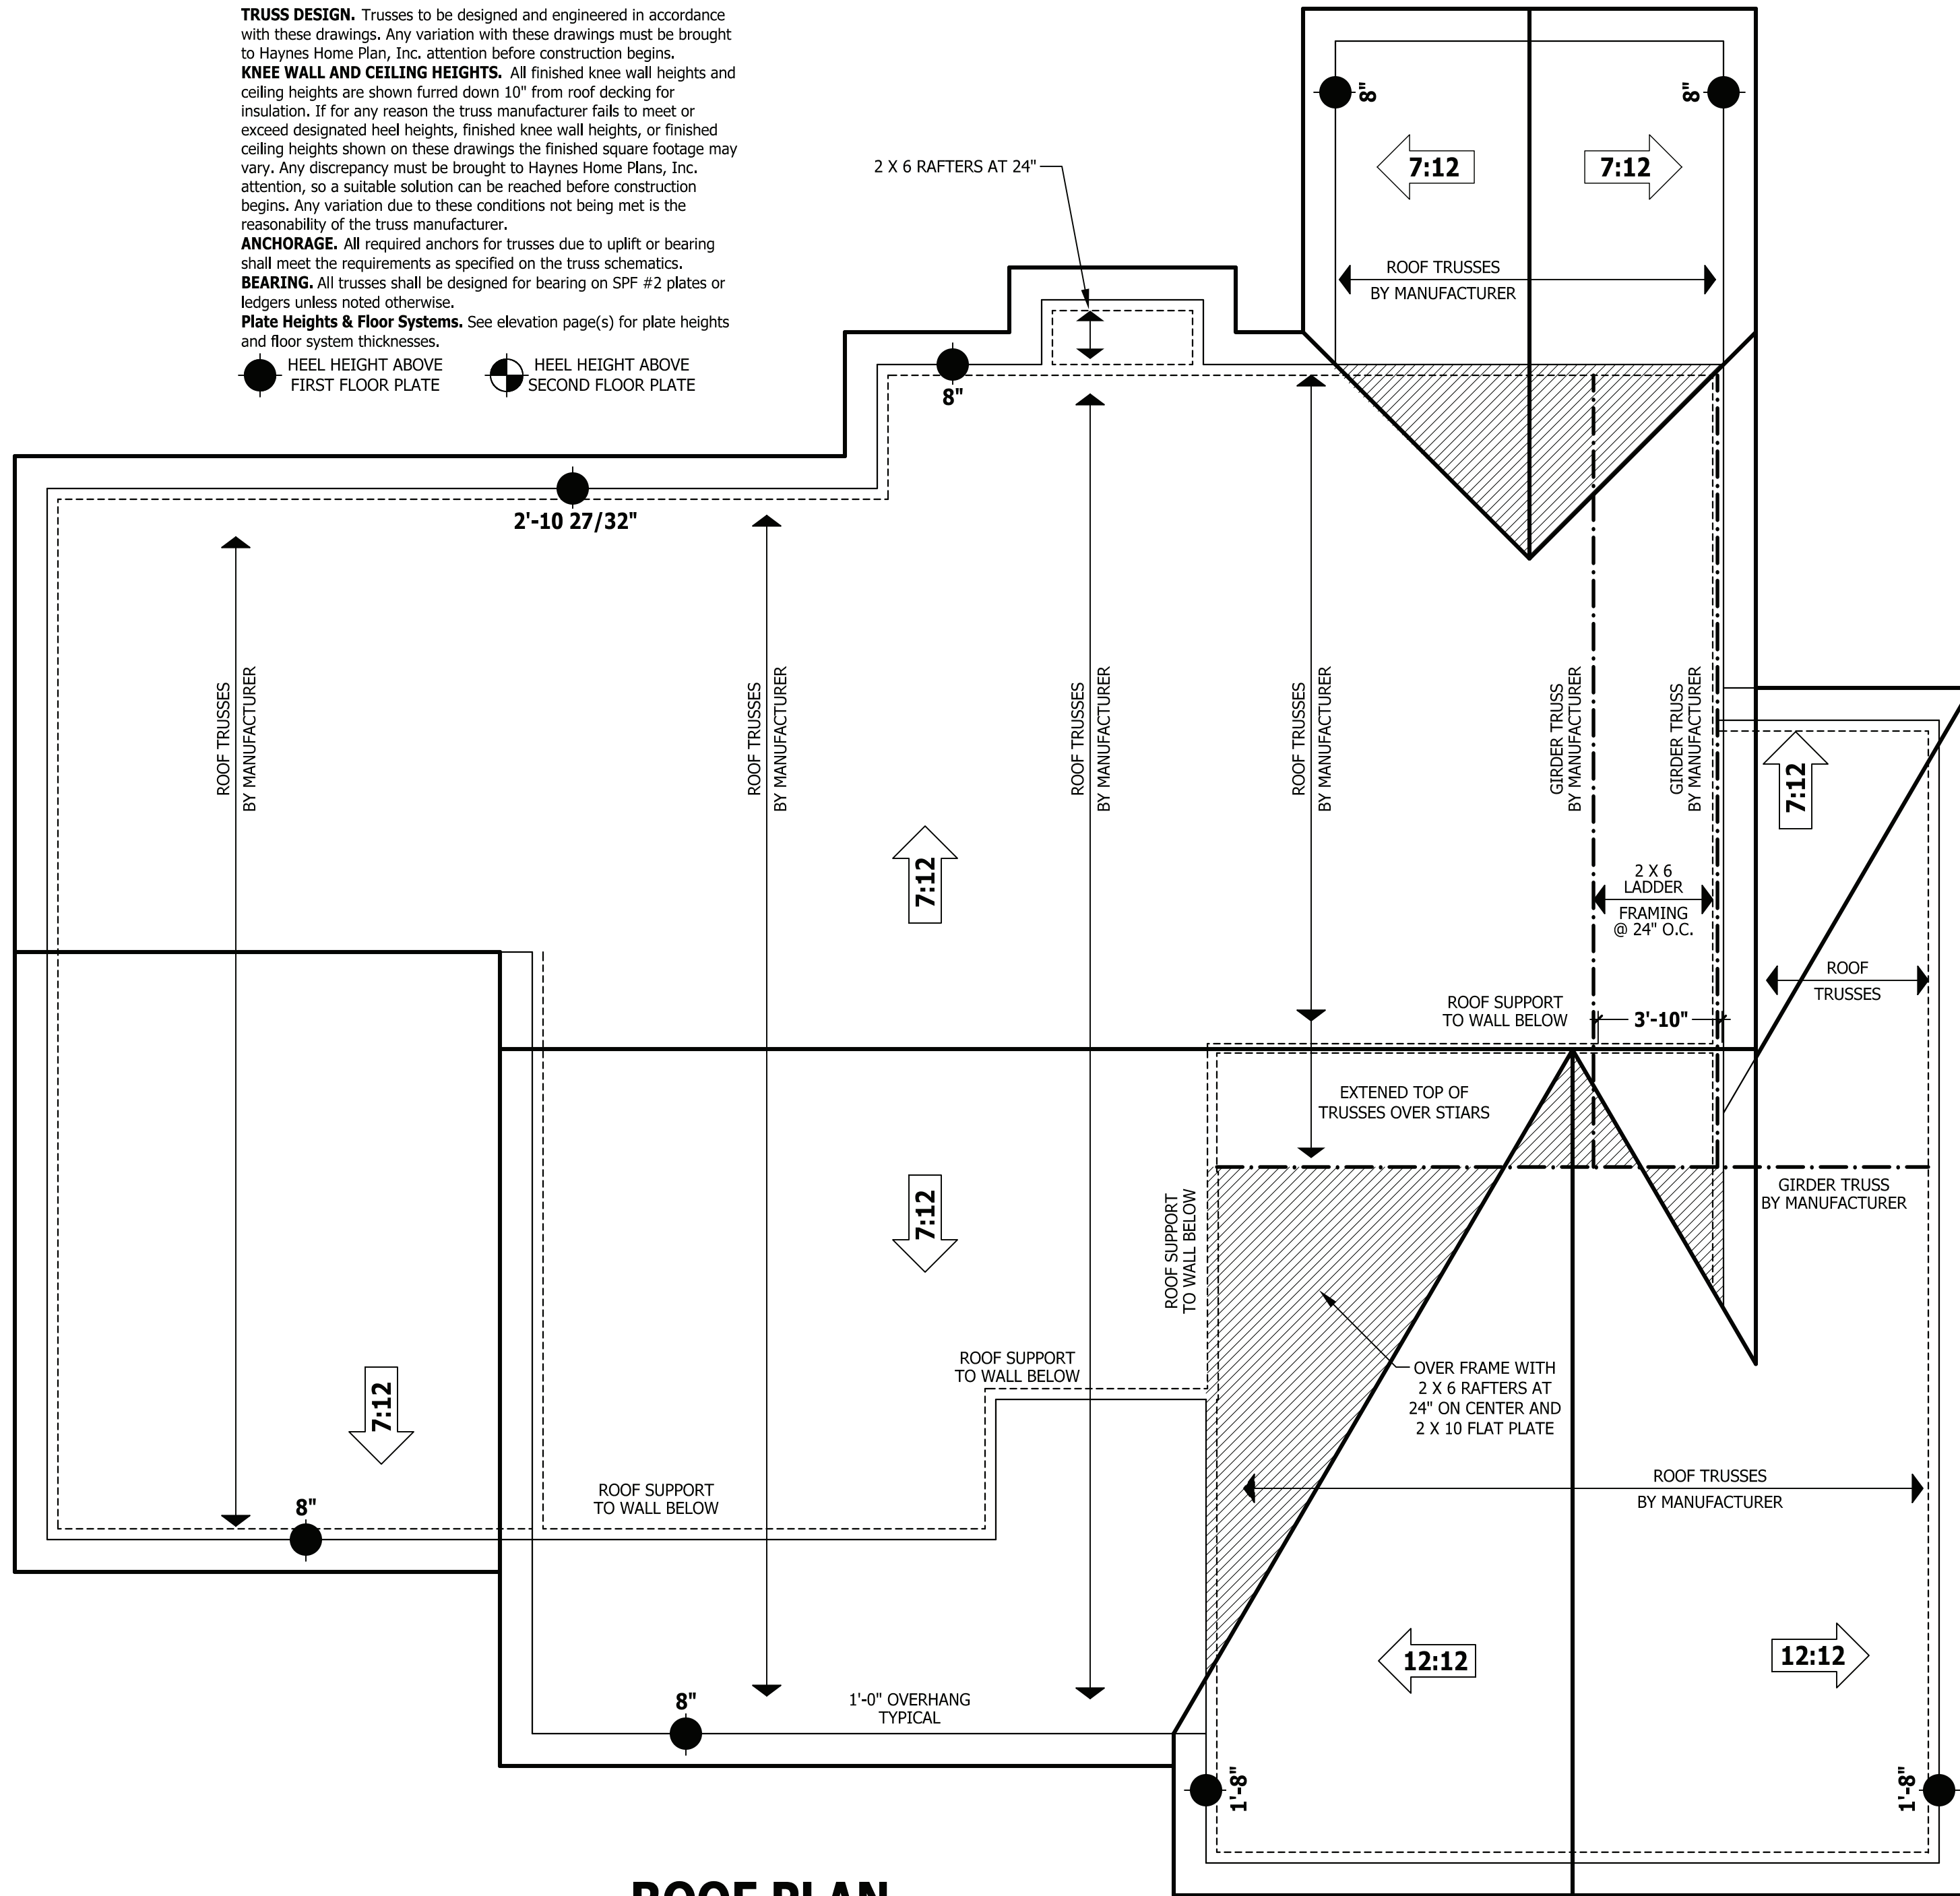 TRUSS DESIGN. Trusses to be designed and engineered in accordance
with these drawings. Any variation with these drawings must be brought
to Haynes Home Plan, Inc. attention before construction begins.
KNEE WALL AND CEILING HEIGHTS. All finished knee wall heights and
ceiling heights are shown furred down 10" from roof decking for
insulation. If for any reason the truss manufacturer fails to meet or
exceed designated heel heights, finished knee wall heights, or finished
ceiling heights shown on these drawings the finished square footage may
vary. Any discrepancy must be brought to Haynes Home Plans, Inc.
attention, so a suitable solution can be reached before construction
begins. Any variation due to these conditions not being met is the
reasonability of the truss manufacturer.
ANCHORAGE. All required anchors for trusses due to uplift or bearing
shall meet the requirements as specified on the truss schematics.
BEARING. All trusses shall be designed for bearing on SPF #2 plates or
ledgers unless noted otherwise.
Plate Heights & Floor Systems. See elevation page(s) for plate heights
and floor system thicknesses.
HEEL HEIGHT ABOVE
FIRST FLOOR PLATE
HEEL HEIGHT ABOVE
SECOND FLOOR PLATE
8"
8"
7:12
7:12
2 X 6 RAFTERS AT 24"
ROOF TRUSSES
BY MANUFACTURER
8"
2'-10 27/32"
ROOF TRUSSES
BY MANUFACTURER
ROOF TRUSSES
BY MANUFACTURER
ROOF TRUSSES
BY MANUFACTURER
ROOF TRUSSES
BY MANUFACTURER
GIRDER TRUSS
BY MANUFACTURER
GIRDER TRUSS
BY MANUFACTURER
7:12
7:12
2 X 6
LADDER
FRAMING
@ 24" O.C.
ROOF
TRUSSES
ROOF SUPPORT
TO WALL BELOW
3'-10"
EXTENED TOP OF
TRUSSES OVER STIARS
GIRDER TRUSS
BY MANUFACTURER
7:12
ROOF SUPPORT
TO WALL BELOW
ROOF SUPPORT
TO WALL BELOW
OVER FRAME WITH
2 X 6 RAFTERS AT
24" ON CENTER AND
2 X 10 FLAT PLATE
7:12
ROOF TRUSSES
BY MANUFACTURER
ROOF SUPPORT
TO WALL BELOW
8"
12:12
12:12
8"
1'-0" OVERHANG
TYPICAL
1'-8"
1'-8"
ROOF PLAN